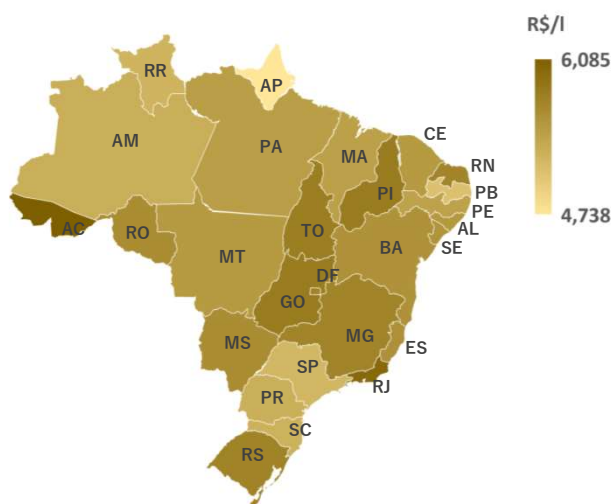 R$/l
6,085
4,738
RR
AP
AM
PA
MA
CE
RN
PB
PE
AL
SE
PI
AC
RO
TO
BA
MT
DF
GO
MG
ES
MS
SP
RJ
PR
SC
RS